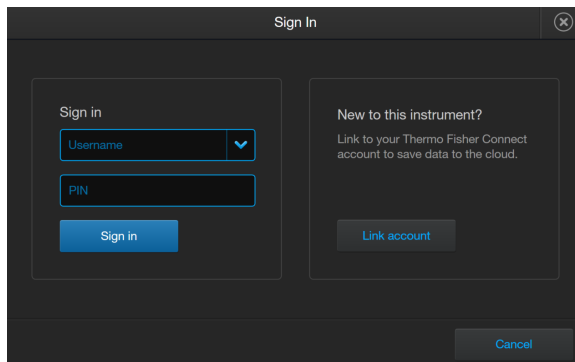 Sign In
Sign in
Username
PIN
Sign in
New to this instrument?
Link to your Thermo Fisher Connect
account to save data to the cloud.
Link account
Cancel